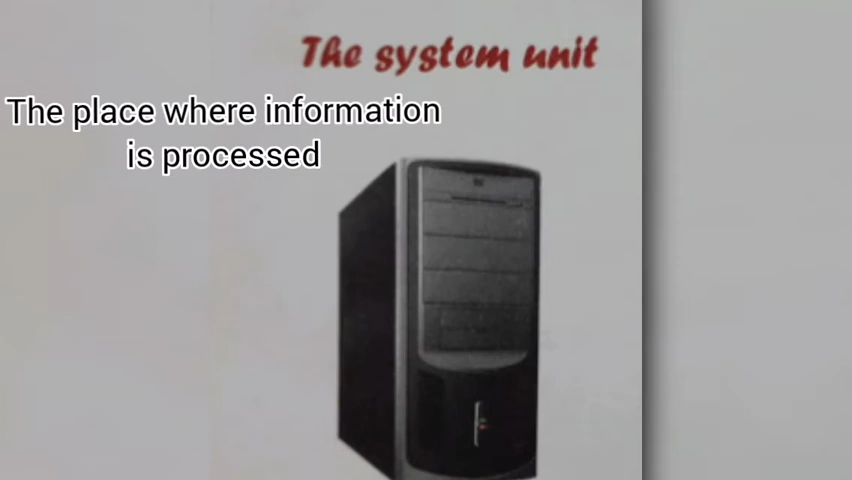 The system unit
The place where information
is processed